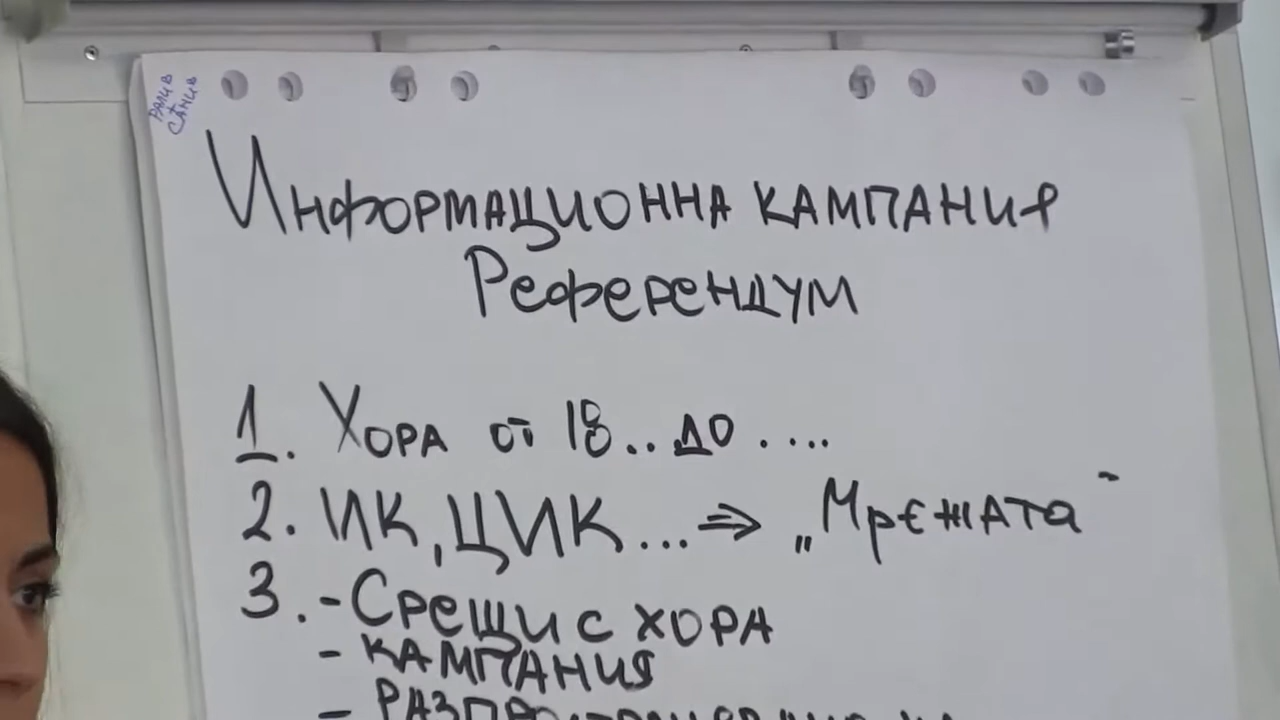 Информационна кампания
Референдум
1. Хора от 18.. до ....
2. ИК, ЦИК... ⇒ „Мрежата"
3. - Срещи с хора
- кампания